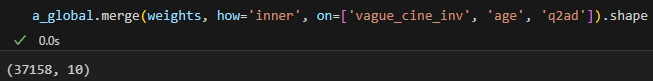 a_global.merge(weights, how='inner', on=['vague_cine_inv', 'age', 'q2ad']).shape
0.0s
(37158, 10)